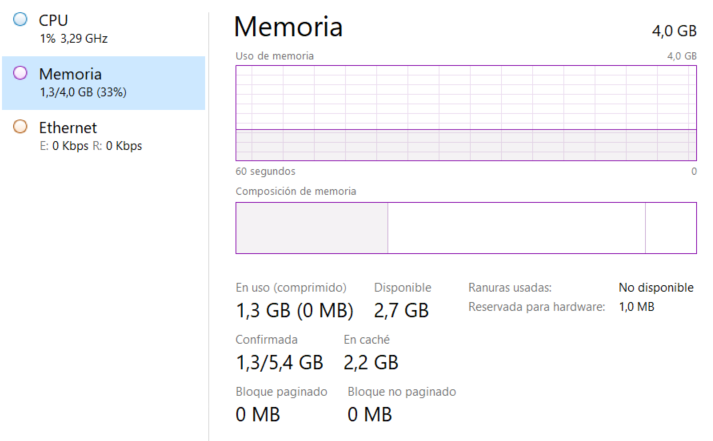 CPU
1% 3,29 GHz
Memoria
1,3/4,0 GB (33%)
Ethernet
E: 0 Kbps R: 0 Kbps
Memoria
4,0 GB
Uso de memoria
4,0 GB
60 segundos
0
Composición de memoria
En uso (comprimido)
Disponible
1,3 GB (0 MB)
2,7 GB
Ranuras usadas:
No disponible
Reservada para hardware:
1,0 MB
Confirmada
En caché
1,3/5,4 GB
2,2 GB
Bloque paginado
Bloque no paginado
0 MB
0 MB